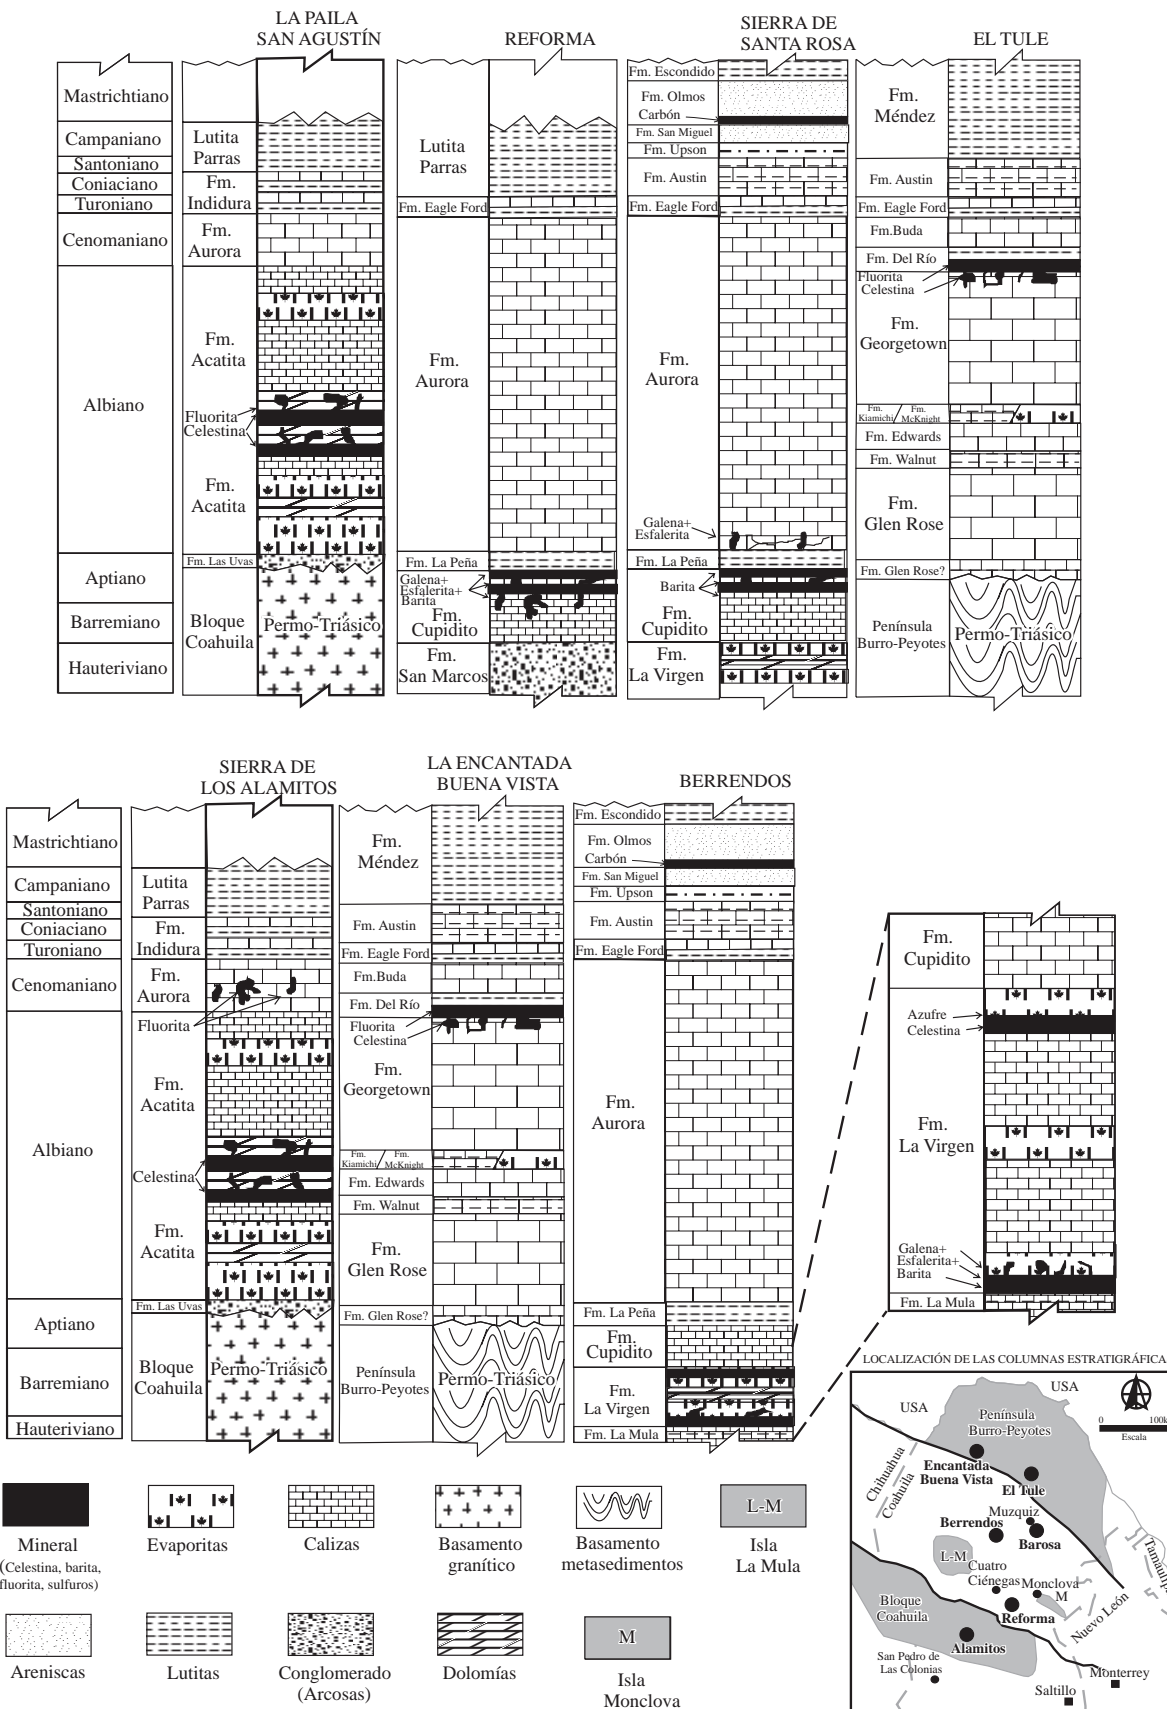 LA PAILA
SAN AGUSTÍN
REFORMA
SIERRA DE
SANTA ROSA
EL TULE
Mastrichtiano
Campaniano
Santoniano
Coniaciano
Turoniano
Cenomaniano
Albiano
Aptiano
Barremiano
Hauteriviano
Lutita
Parras
Fm.
Indidura
Fm.
Aurora
Fm.
Acatita
Fluorita
Celestina
Fm.
Acatita
Fm. Las Uvas
Bloque
Coahuila
Permo-Triásico
Lutita
Parras
Fm. Eagle Ford
Fm.
Aurora
Fm. La Peña
Galena+
Esfalerita+
Barita
Fm.
Cupidito
Fm.
San Marcos
Fm. Escondido
Fm. Olmos
Carbón
Fm. San Miguel
Fm. Upson
Fm. Austin
Fm. Eagle Ford
Fm.
Aurora
Galena+
Esfalerita
Fm. La Peña
Barita
Fm.
Cupidito
Fm.
La Virgen
Fm.
Méndez
Fm. Austin
Fm. Eagle Ford
Fm.Buda
Fm. Del Río
Fluorita
Celestina
Fm.
Georgetown
Fm.
Kiamichi
Fm.
McKnight
Fm. Edwards
Fm. Walnut
Fm.
Glen Rose
Fm. Glen Rose?
Península
Burro-Peyotes
Permo-Triásico
SIERRA DE
LOS ALAMITOS
LA ENCANTADA
BUENA VISTA
BERRENDOS
Mastrichtiano
Campaniano
Santoniano
Coniaciano
Turoniano
Cenomaniano
Albiano
Aptiano
Barremiano
Hauteriviano
Lutita
Parras
Fm.
Indidura
Fm.
Aurora
Fluorita
Fm.
Acatita
Celestina
Fm.
Acatita
Fm. Las Uvas
Bloque
Coahuila
Permo-Triásico
Fm.
Méndez
Fm. Austin
Fm. Eagle Ford
Fm.Buda
Fm. Del Río
Fluorita
Celestina
Fm.
Georgetown
Fm.
Kiamichi
Fm.
McKnight
Fm. Edwards
Fm. Walnut
Fm.
Glen Rose
Fm. Glen Rose?
Península
Burro-Peyotes
Permo-Triásico
Fm. Escondido
Fm. Olmos
Carbón
Fm. San Miguel
Fm. Upson
Fm. Austin
Fm. Eagle Ford
Fm.
Aurora
Fm. La Peña
Fm.
Cupidito
Fm.
La Virgen
Fm. La Mula
Fm.
Cupidito
Azufre
Celestina
Fm.
La Virgen
Galena+
Esfalerita+
Barita
Fm. La Mula
LOCALIZACIÓN DE LAS COLUMNAS ESTRATIGRÁFICA
USA
USA
Península
Burro-Peyotes
0 100k
Escala
Chihuahua
Coahuila
Encantada
Buena Vista
El Tule
Muzquiz
Berrendos
Barosa
L-M
Cuatro
Ciénegas
Monclova
M
Bloque
Coahuila
Reforma
Nuevo León
Tamaulipa
Alamitos
San Pedro de
Las Colonias
Monterrey
Saltillo
Mineral
(Celestina, barita,
fluorita, sulfuros)
Evaporitas
Calizas
Basamento
granítico
Basamento
metasedimentos
L-M
Isla
La Mula
Areniscas
Lutitas
Conglomerado
(Arcosas)
Dolomías
M
Isla
Monclova